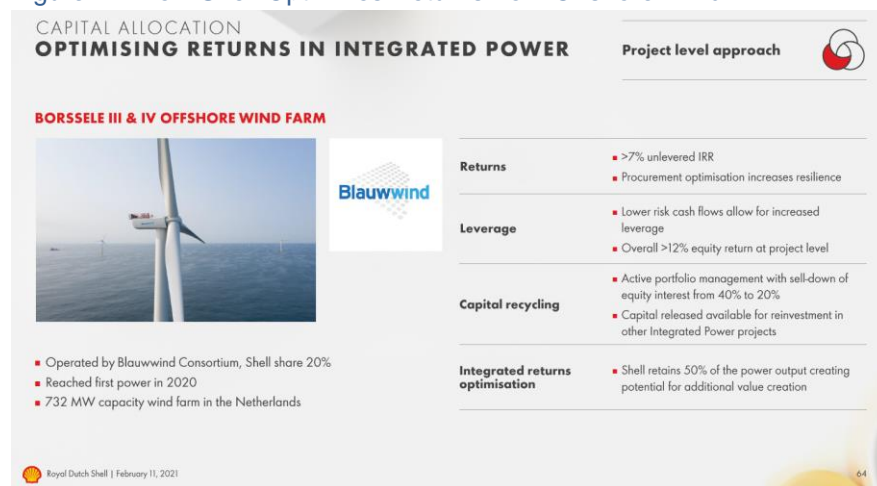 CAPITAL ALLOCATION
OPTIMISING RETURNS IN INTEGRATED POWER
Project level approach
BORSSELE III & IV OFFSHORE WIND FARM
Blauwwind
▪ Operated by Blauwwind Consortium, Shell share 20%
▪ Reached first power in 2020
▪ 732 MW capacity wind farm in the Netherlands
Returns
▪ >7% unlevered IRR
▪ Procurement optimisation increases resilience
Leverage
▪ Lower risk cash flows allow for increased
leverage
▪ Overall >12% equity return at project level
Capital recycling
▪ Active portfolio management with sell-down of
equity interest from 40% to 20%
▪ Capital released available for reinvestment in
other Integrated Power projects
Integrated returns
optimisation
▪ Shell retains 50% of the power output creating
potential for additional value creation
Royal Dutch Shell | February 11, 2021
64